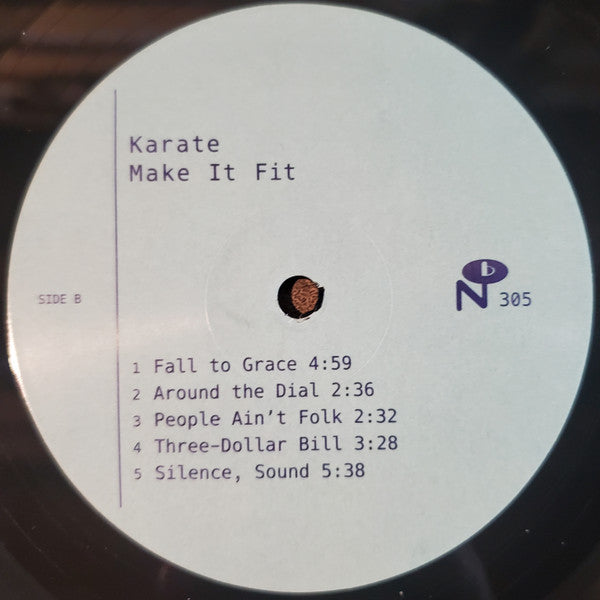 Karate
Make It Fit
SIDE B
N b 305
1 Fall to Grace 4:59
2 Around the Dial 2:36
3 People Ain't Folk 2:32
4 Three-Dollar Bill 3:28
5 Silence, Sound 5:38